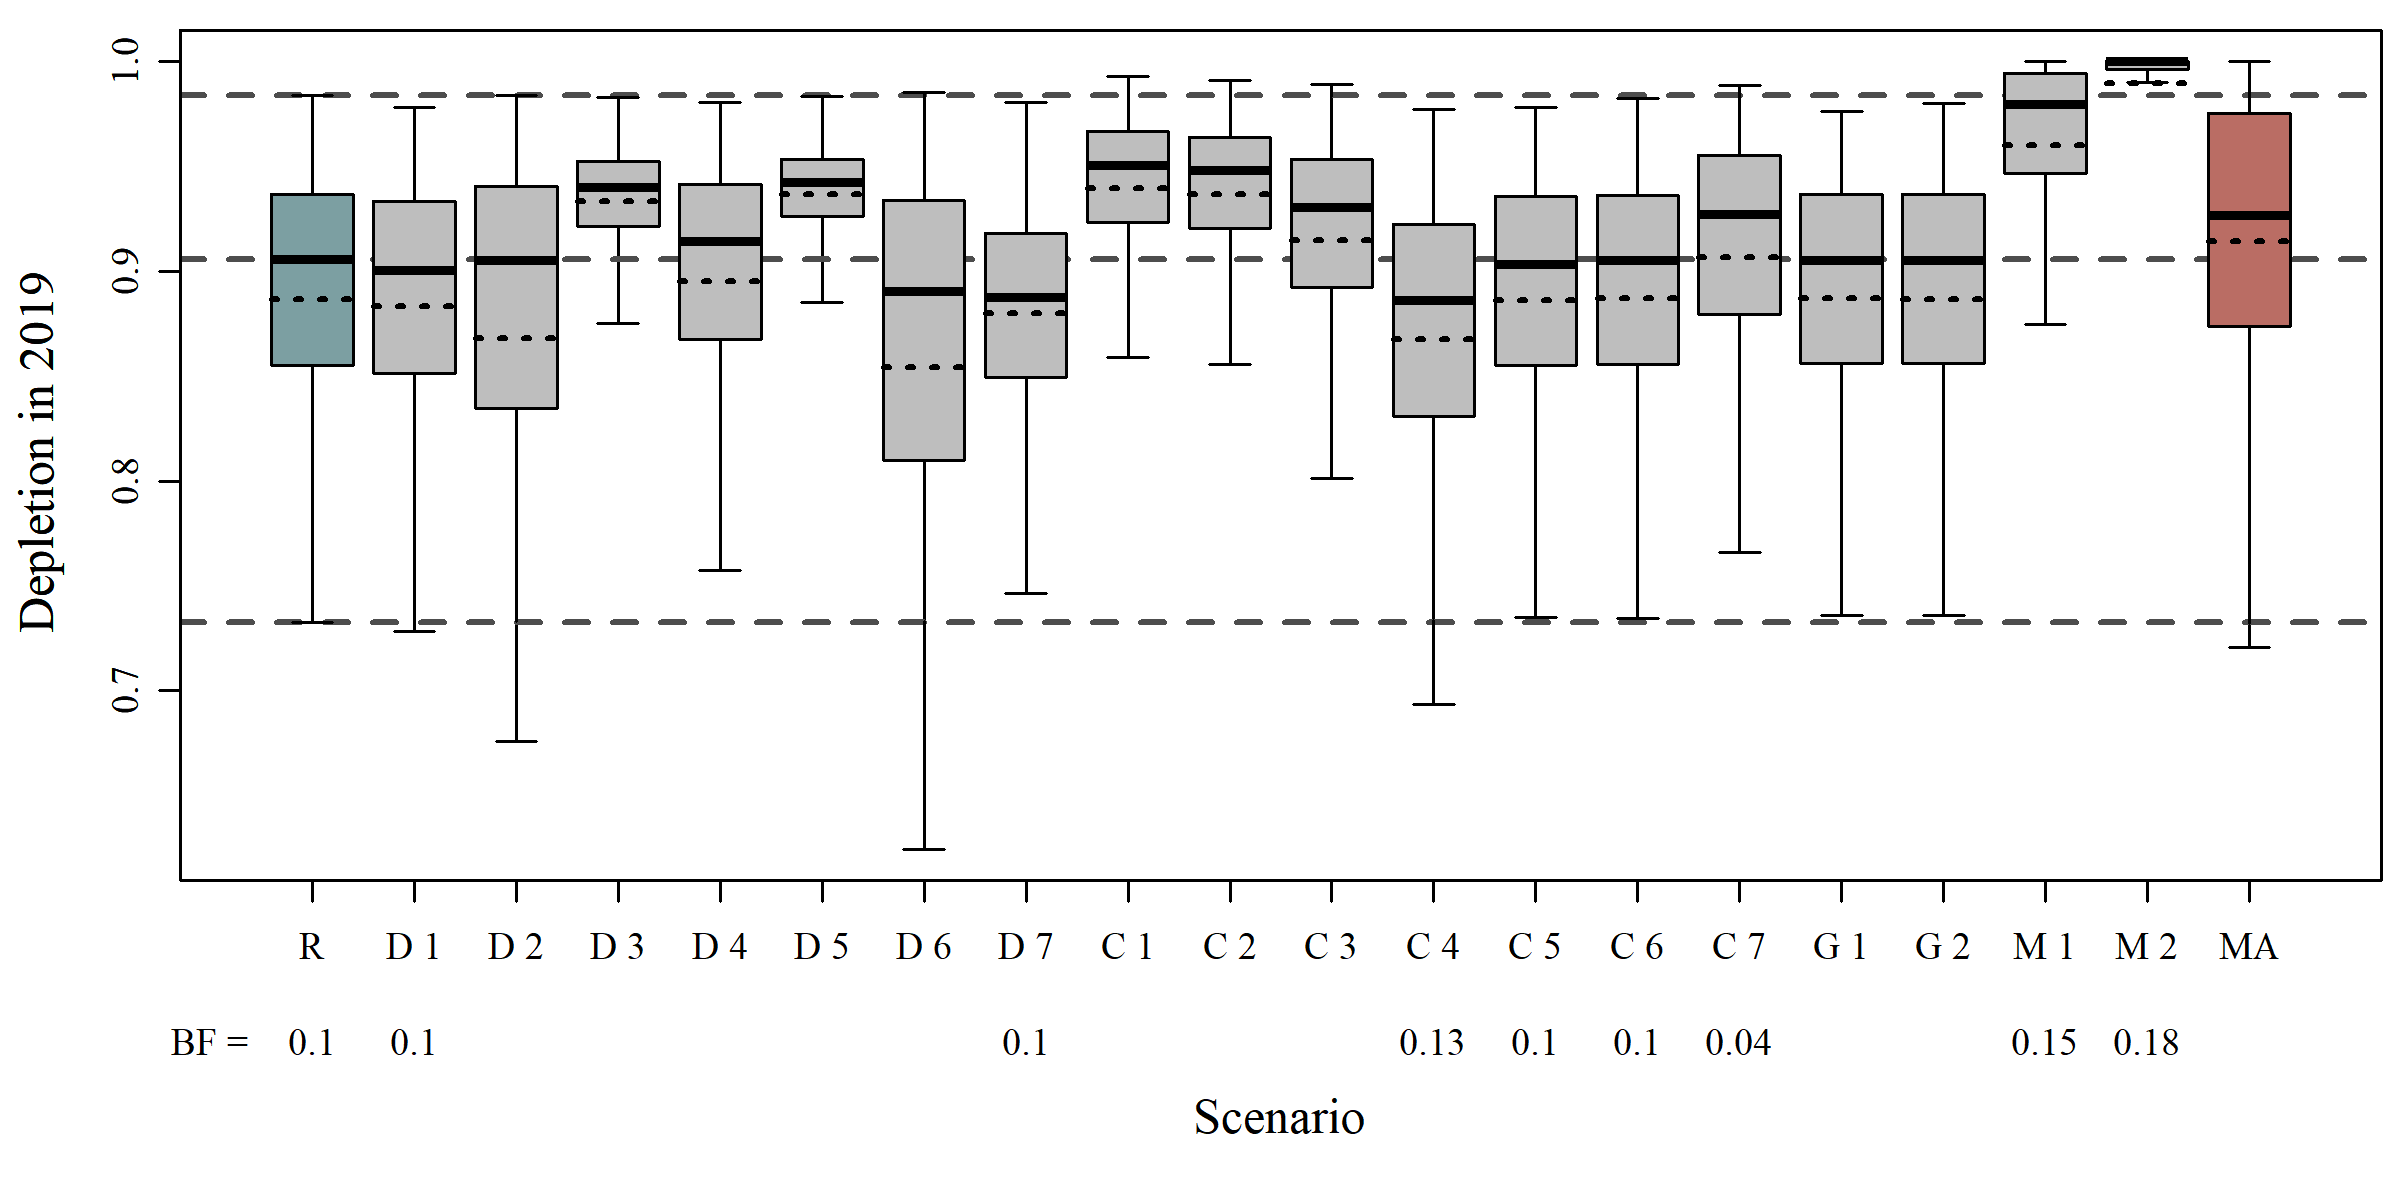 Depletion in 2019
1.0
0.9
0.8
0.7
R D 1 D 2 D 3 D 4 D 5 D 6 D 7 C 1 C 2 C 3 C 4 C 5 C 6 C 7 G 1 G 2 M 1 M 2 MA
BF = 0.1 0.1 0.1 0.13 0.1 0.1 0.04 0.15 0.18
Scenario